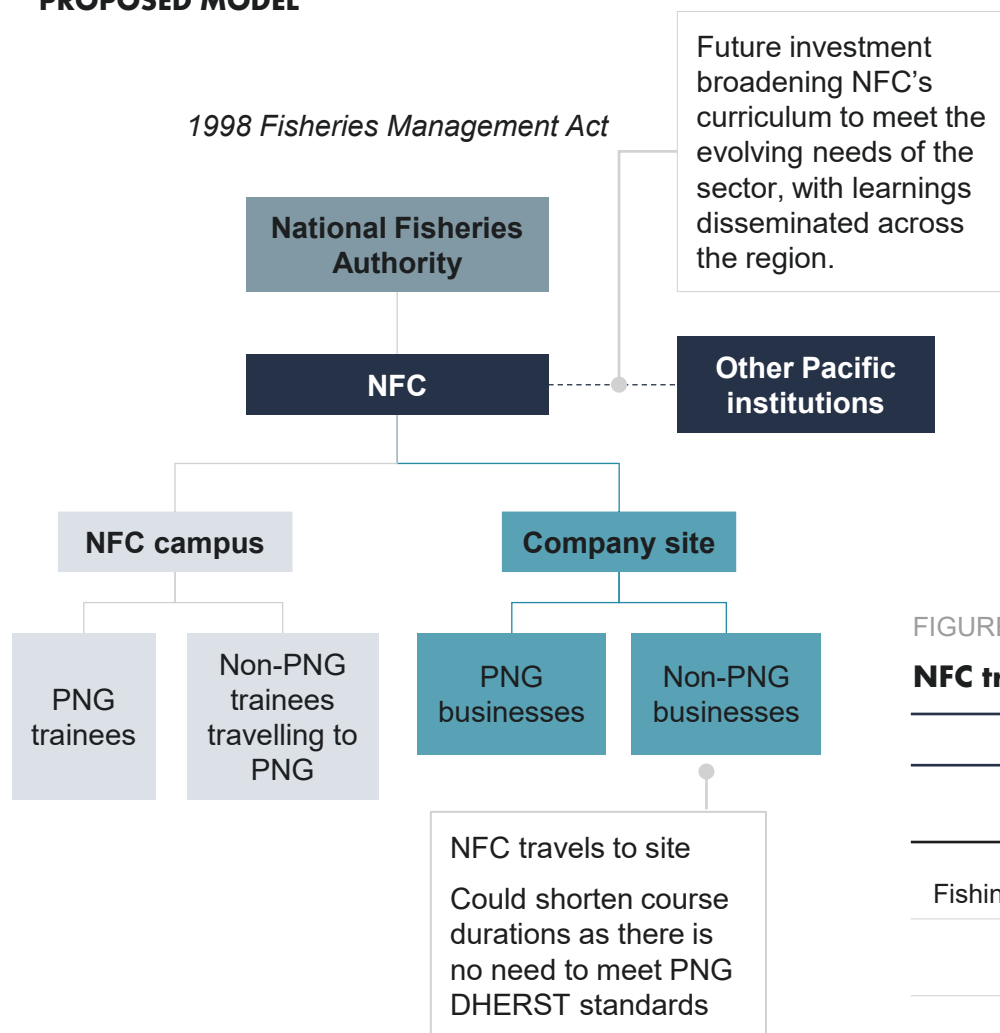 PROPOSED MODEL
Future investment
broadening NFC's
curriculum to meet the
evolving needs of the
sector, with learnings
disseminated across
the region.
1998 Fisheries Management Act
National Fisheries
Authority
NFC
Other Pacific
institutions
NFC campus
Company site
PNG
trainees
Non-PNG
trainees
travelling to
PNG
PNG
businesses
Non-PNG
businesses
NFC travels to site
Could shorten course
durations as there is
no need to meet PNG
DHERST standards
NFC